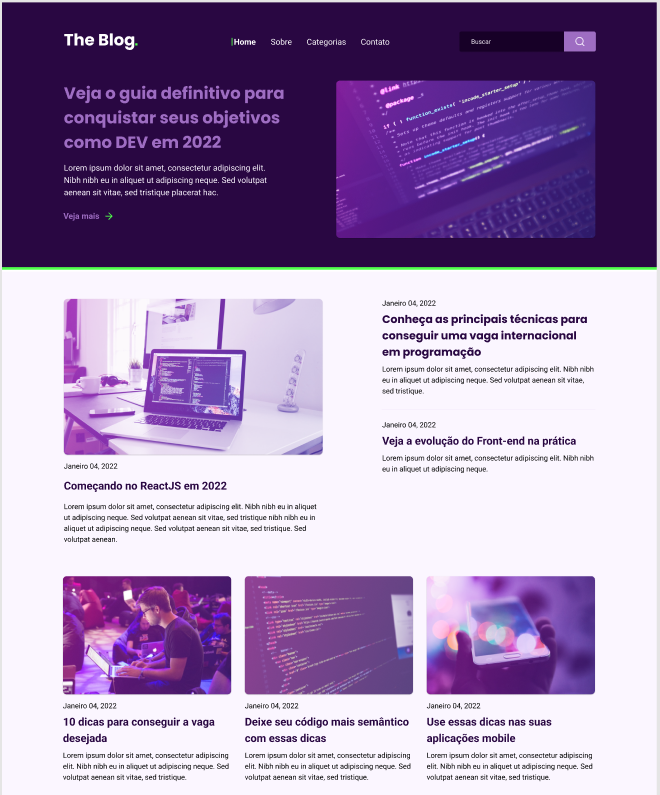 The Blog.
Home Sobre Categorias Contato
Buscar
Veja o guia definitivo para
conquistar seus objetivos
como DEV em 2022
Lorem ipsum dolor sit amet, consectetur adipiscing elit.
Nibh nibh eu in aliquet ut adipiscing neque. Sed volutpat
aenean sit vitae, sed tristique placerat hac.
Veja mais
@link
@package
function_exists( 'inscode_starter_setup' )
Janeiro 04, 2022
Começando no ReactJS em 2022
Lorem ipsum dolor sit amet, consectetur adipiscing elit. Nibh nibh eu in aliquet
ut adipiscing neque. Sed volutpat aenean sit vitae, sed tristique nibh nibh eu in
aliquet ut adipiscing neque. Sed volutpat aenean sit vitae, sed tristique. Sed
volutpat aenean.
Janeiro 04, 2022
Conheça as principais técnicas para
conseguir uma vaga internacional
em programação
Lorem ipsum dolor sit amet, consectetur adipiscing elit. Nibh nibh
eu in aliquet ut adipiscing neque. Sed volutpat aenean sit vitae,
sed tristique.
Janeiro 04, 2022
Veja a evolução do Front-end na prática
Lorem ipsum dolor sit amet, consectetur adipiscing elit. Nibh nibh
eu in aliquet ut adipiscing neque.
Janeiro 04, 2022
10 dicas para conseguir a vaga
desejada
Lorem ipsum dolor sit amet, consectetur adipiscing
elit. Nibh nibh eu in aliquet ut adipiscing neque. Sed
volutpat aenean sit vitae, sed tristique.
Janeiro 04, 2022
Deixe seu código mais semântico
com essas dicas
Lorem ipsum dolor sit amet, consectetur adipiscing
elit. Nibh nibh eu in aliquet ut adipiscing neque. Sed
volutpat aenean sit vitae, sed tristique.
Janeiro 04, 2022
Use essas dicas nas suas
aplicações mobile
Lorem ipsum dolor sit amet, consectetur adipiscing
elit. Nibh nibh eu in aliquet ut adipiscing neque. Sed
volutpat aenean sit vitae, sed tristique.